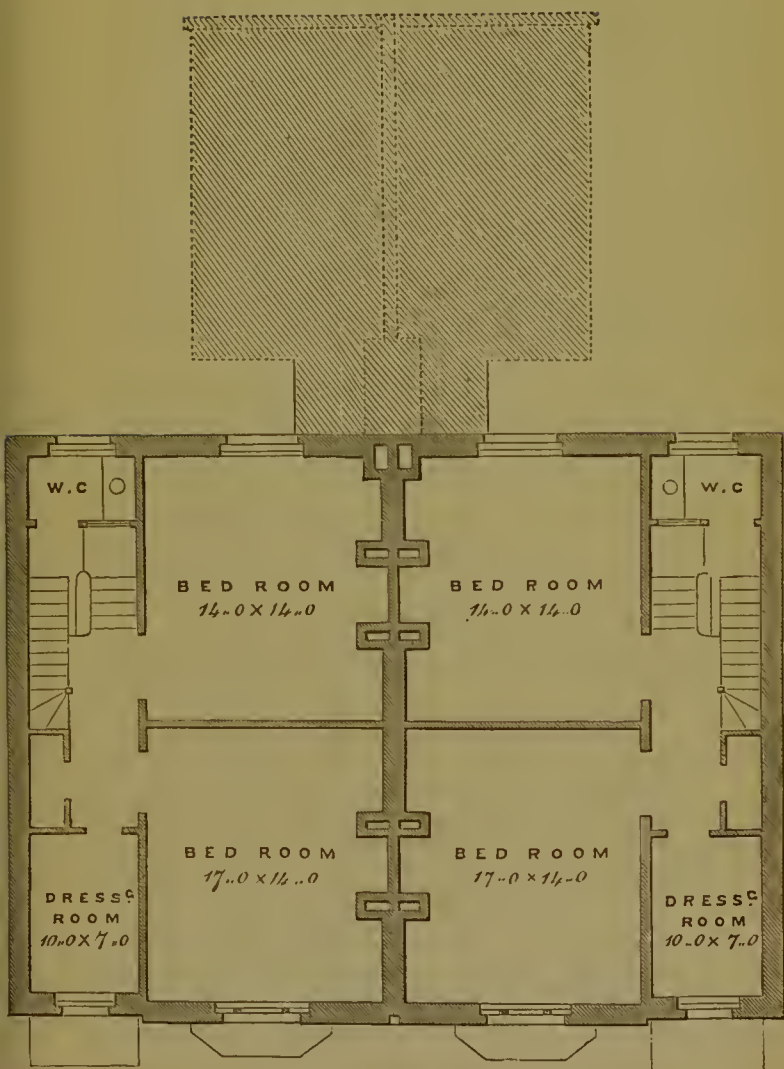 W.C
W.C
BED ROOM
14..0 X 14..0
BED ROOM
14..0 X 14..0
BED ROOM
17..0 X 14..0
BED ROOM
17..0 X 14..0
DRESSG
ROOM
10..0 X 7..0
DRESSG
ROOM
10..0 X 7..0